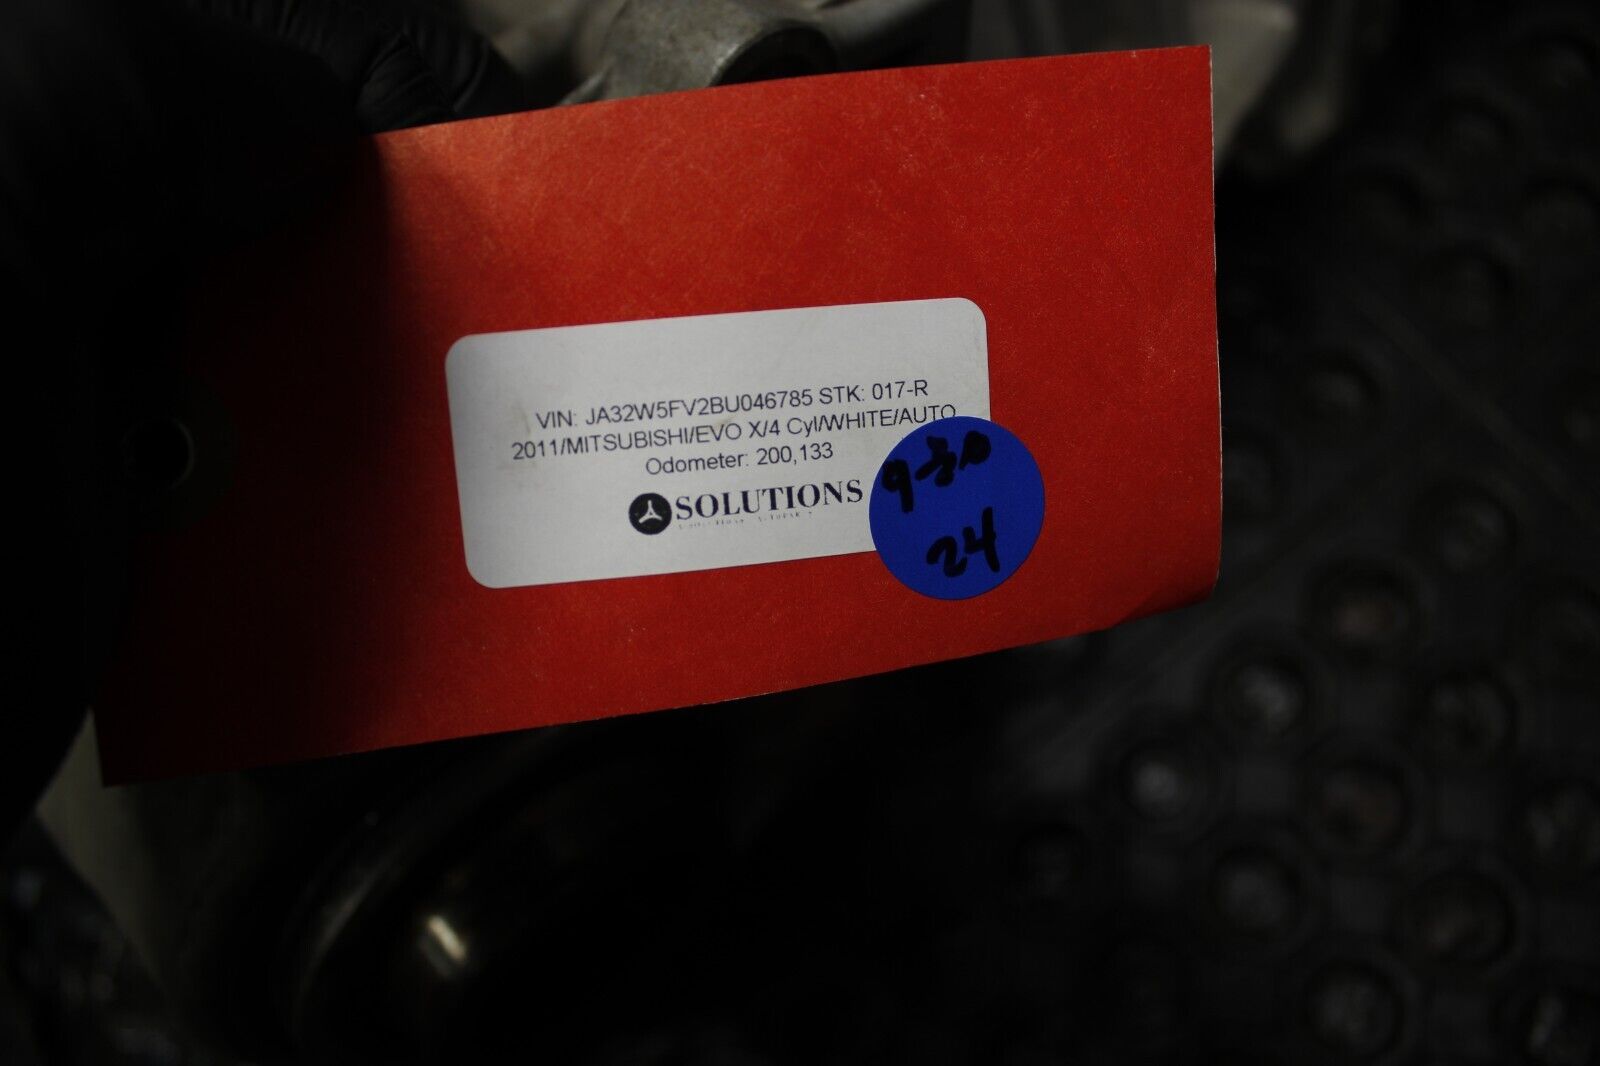 VIN: JA32W5FV2BU046785 STK: 017-R
2011/MITSUBISHI/EVO X/4 Cyl/WHITE/AUTO
Odometer: 200,133
SOLUTIONS
9-30
24